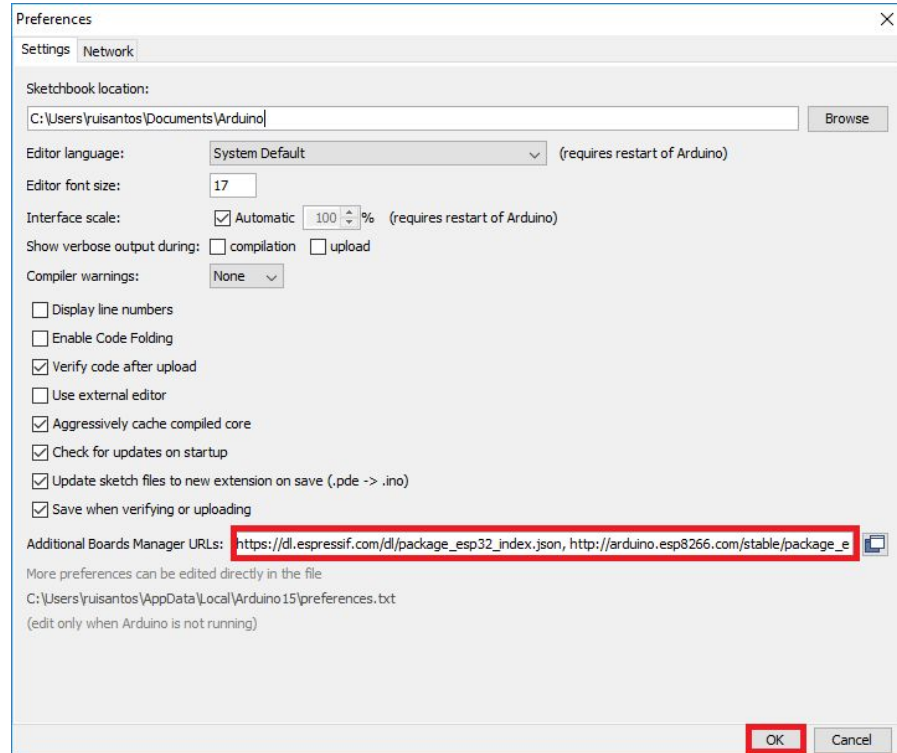 Preferences
Settings Network
Sketchbook location:
C:\Users\ruisantos\Documents\Arduino Browse
Editor language: System Default (requires restart of Arduino)
Editor font size: 17
Interface scale: Automatic 100 % (requires restart of Arduino)
Show verbose output during: compilation upload
Compiler warnings: None
Display line numbers
Enable Code Folding
Verify code after upload
Use external editor
Aggressively cache compiled core
Check for updates on startup
Update sketch files to new extension on save (.pde -> .ino)
Save when verifying or uploading
Additional Boards Manager URLs: https://dl.espressif.com/dl/package_esp32_index.json, http://arduino.esp8266.com/stable/package_e
More preferences can be edited directly in the file
C:\Users\ruisantos\AppData\Local\Arduino15\preferences.txt
(edit only when Arduino is not running)
OK Cancel